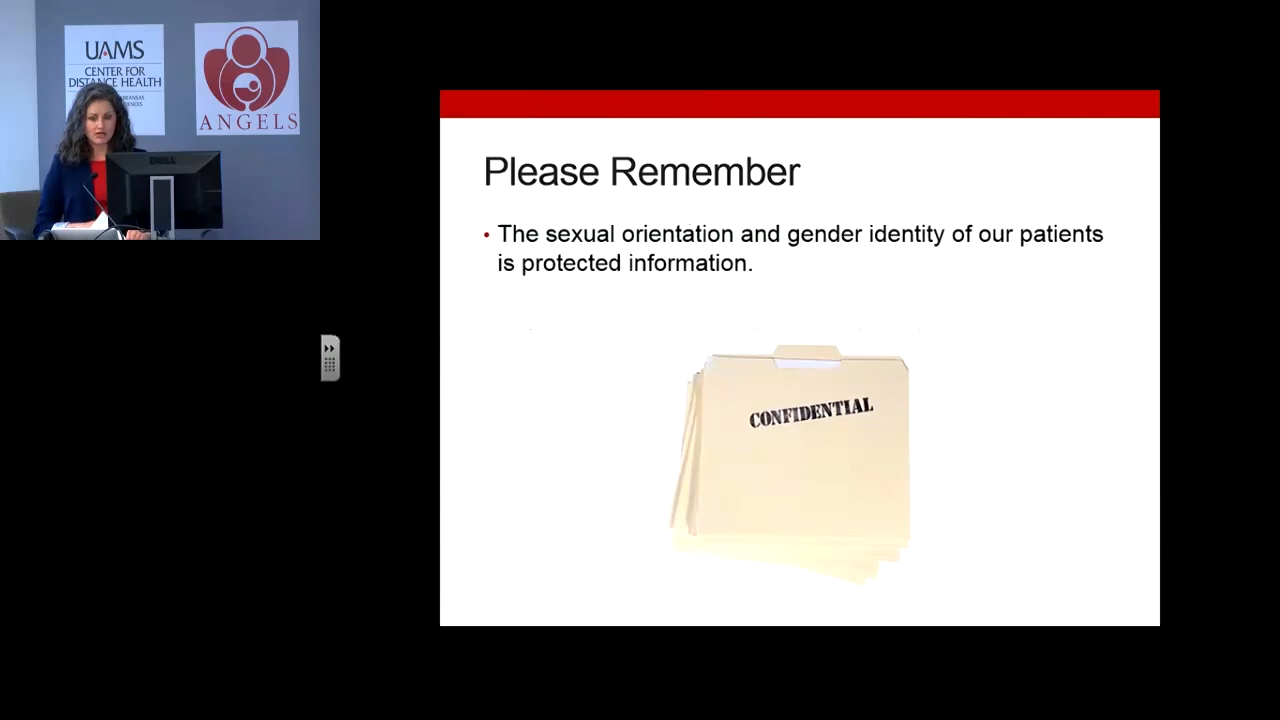 UAMS
CENTER FOR
DISTANCE HEALTH
ANGELS
DELL
Please Remember
• The sexual orientation and gender identity of our patients
is protected information.
CONFIDENTIAL